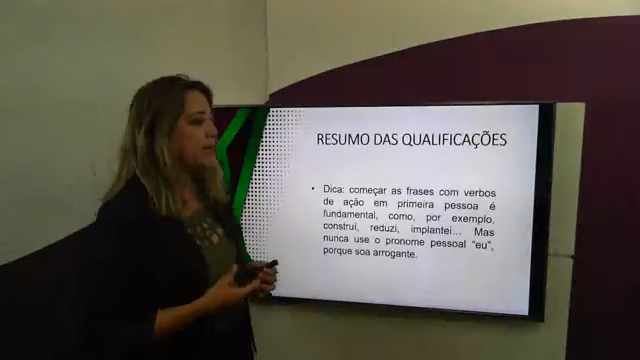 RESUMO DAS QUALIFICAÇÕES
• Dica: começar as frases com verbos
de ação em primeira pessoa é
fundamental, como, por exemplo,
construí, reduzi, implantei... Mas
nunca use o pronome pessoal “eu”,
porque soa arrogante.